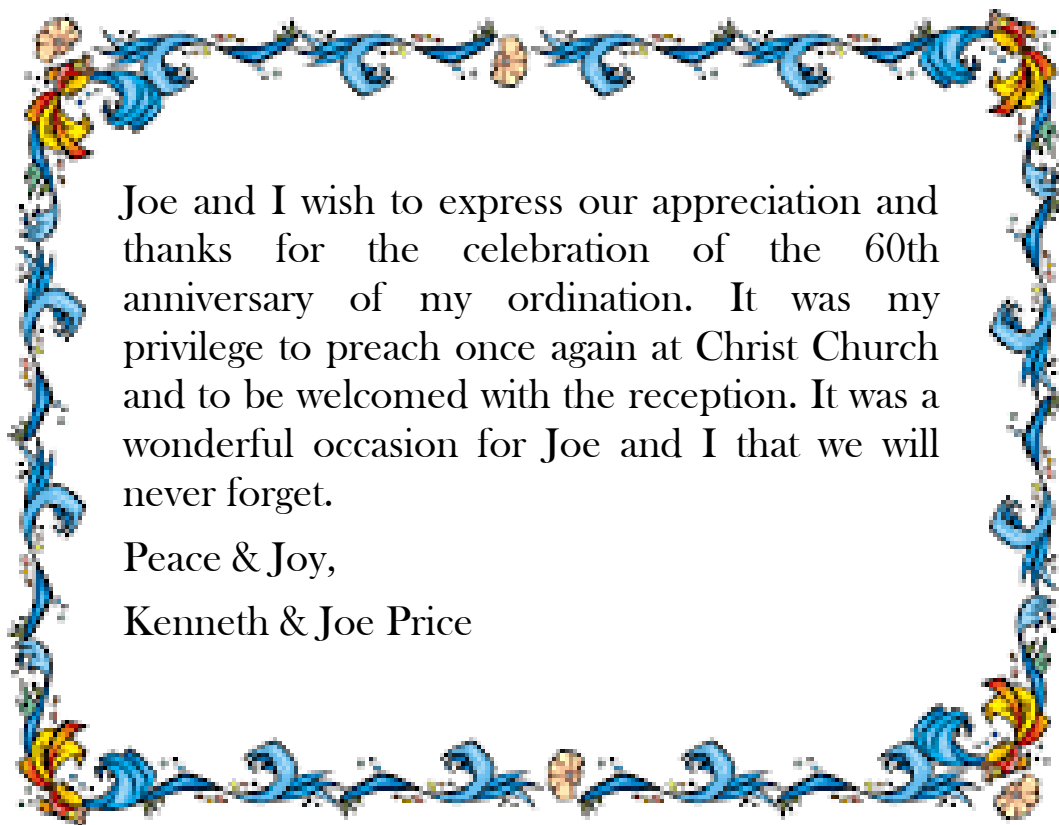 Joe and I wish to express our appreciation and
thanks for the celebration of the 60th
anniversary of my ordination. It was my
privilege to preach once again at Christ Church
and to be welcomed with the reception. It was a
wonderful occasion for Joe and I that we will
never forget.
Peace & Joy,
Kenneth & Joe Price